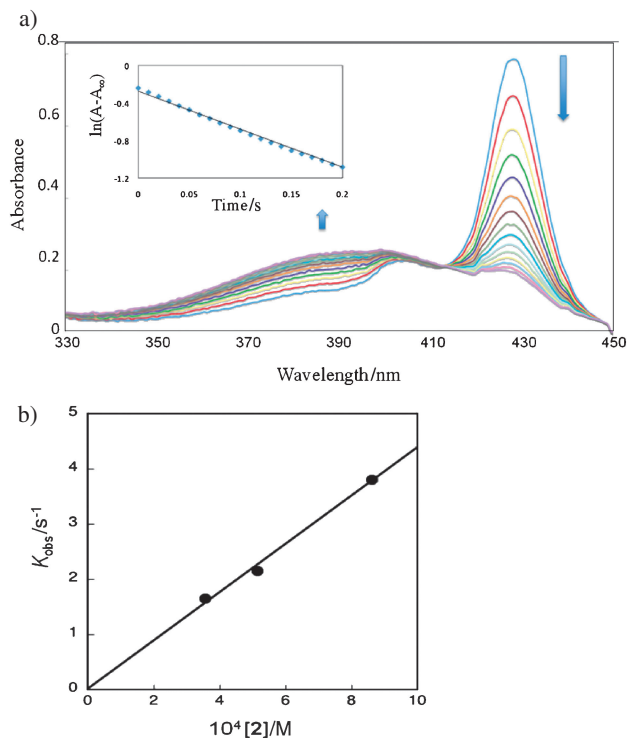 a)
0.8
0.6
0.4
0.2
0
Absorbance
0
-0.4
-0.8
-1.2
ln(A-A∞)
0 0.05 0.1 0.15 0.2
Time/s
330 350 370 390 410 430 450
Wavelength/nm
b)
5
4
3
2
1
0
Kobs/s⁻¹
0 2 4 6 8 10
10⁴ [2]/M